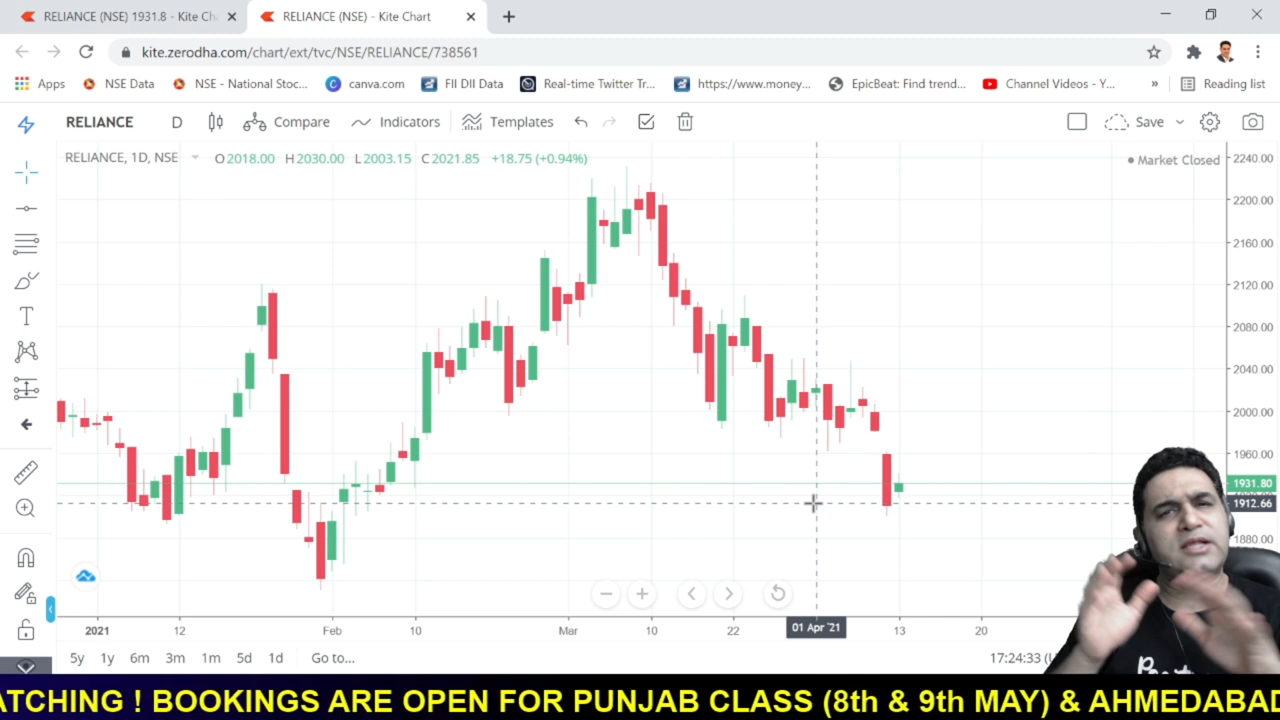 RELIANCE (NSE) 1931.8 - Kite Ch
RELIANCE (NSE) - Kite Chart
kite.zerodha.com/chart/ext/tvc/NSE/RELIANCE/738561
Apps NSE Data NSE - National Stoc... canva.com FII DII Data Real-time Twitter Tr... https://www.money... EpicBeat: Find trend... Channel Videos - Y... » Reading list
RELIANCE D Compare Indicators Templates Save
RELIANCE, 1D, NSE O2018.00 H2030.00 L2003.15 C2021.85 +18.75 (+0.94%)
Market Closed
2240.00
2200.00
2160.00
2120.00
2080.00
2040.00
2000.00
1960.00
1931.80
1912.66
1880.00
2021 12 Feb 10 Mar 10 22 01 Apr '21 13 20
5y 1y 6m 3m 1m 5d 1d Go to... 17:24:33 (U
ATCHING ! BOOKINGS ARE OPEN FOR PUNJAB CLASS (8th & 9th MAY) & AHMEDABAD